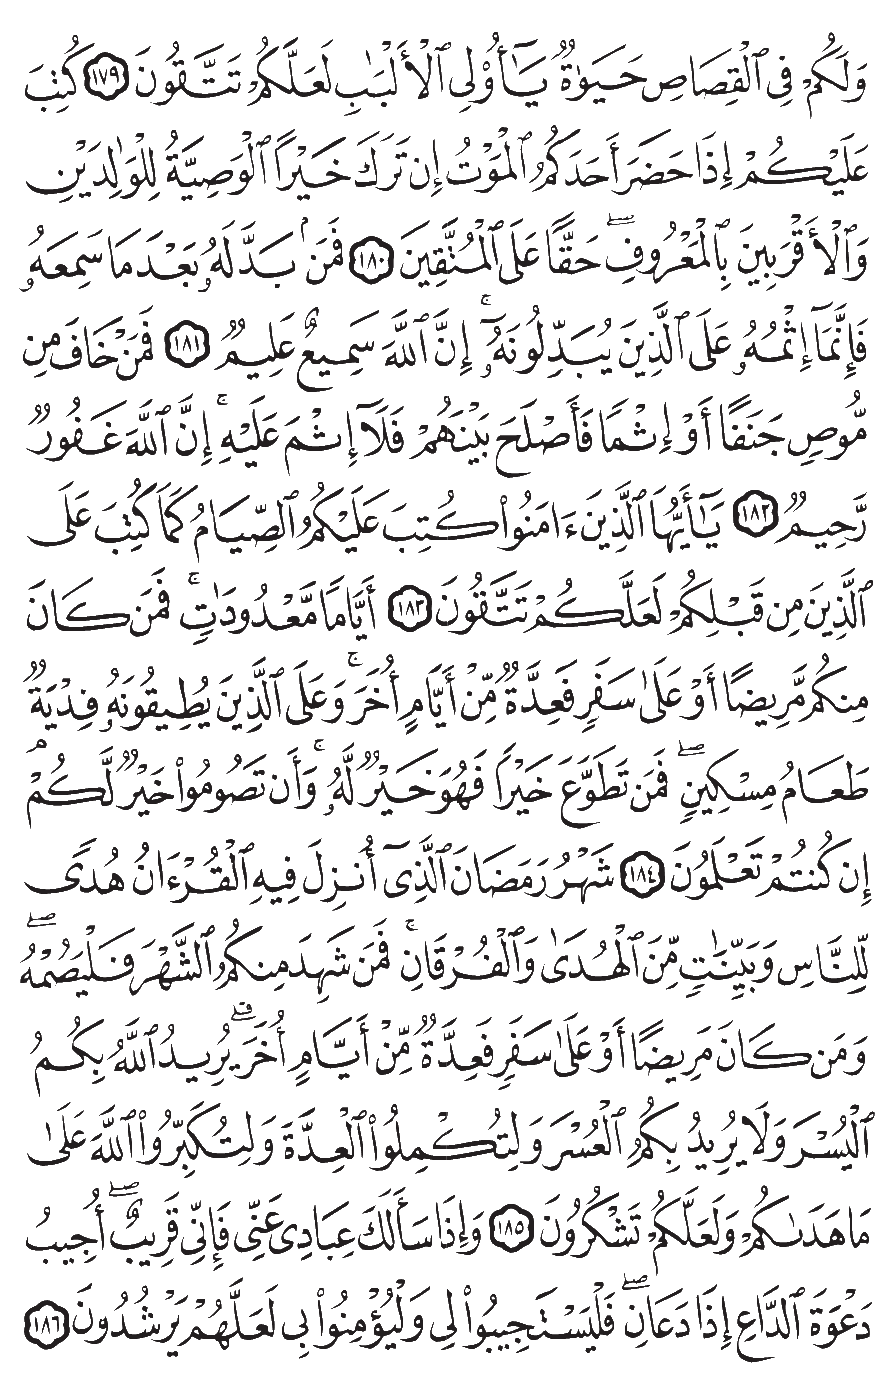 وَلَكُمۡ فِي ٱلۡقِصَاصِ حَيَوٰةٞ يَٰٓأُوْلِي ٱلۡأَلۡبَٰبِ لَعَلَّكُمۡ تَتَّقُونَ ١٧٩ كُتِبَ
عَلَيۡكُمۡ إِذَا حَضَرَ أَحَدَكُمُ ٱلۡمَوۡتُ إِن تَرَكَ خَيۡرًا ٱلۡوَصِيَّةُ لِلۡوَٰلِدَيۡنِ
وَٱلۡأَقۡرَبِينَ بِٱلۡمَعۡرُوفِۖ حَقًّا عَلَى ٱلۡمُتَّقِينَ ١٨٠ فَمَنۢ بَدَّلَهُۥ بَعۡدَ مَا سَمِعَهُۥ
فَإِنَّمَآ إِثۡمُهُۥ عَلَى ٱلَّذِينَ يُبَدِّلُونَهُۥٓۚ إِنَّ ٱللَّهَ سَمِيعٌ عَلِيمٞ ١٨١ فَمَنۡ خَافَ مِن
مُّوصٖ جَنَفًا أَوۡ إِثۡمٗا فَأَصۡلَحَ بَيۡنَهُمۡ فَلَآ إِثۡمَ عَلَيۡهِۚ إِنَّ ٱللَّهَ غَفُورٞ
رَّحِيمٞ ١٨٢ يَٰٓأَيُّهَا ٱلَّذِينَ ءَامَنُواْ كُتِبَ عَلَيۡكُمُ ٱلصِّيَامُ كَمَا كُتِبَ عَلَى
ٱلَّذِينَ مِن قَبۡلِكُمۡ لَعَلَّكُمۡ تَتَّقُونَ ١٨٣ أَيَّامٗا مَّعۡدُودَٰتٖۚ فَمَن كَانَ
مِنكُم مَّرِيضًا أَوۡ عَلَىٰ سَفَرٖ فَعِدَّةٞ مِّنۡ أَيَّامٍ أُخَرَۚ وَعَلَى ٱلَّذِينَ يُطِيقُونَهُۥ فِدۡيَةٞ
طَعَامُ مِسۡكِينٖۖ فَمَن تَطَوَّعَ خَيۡرٗا فَهُوَ خَيۡرٞ لَّهُۥۚ وَأَن تَصُومُواْ خَيۡرٞ لَّكُمۡ
إِن كُنتُمۡ تَعۡلَمُونَ ١٨٤ شَهۡرُ رَمَضَانَ ٱلَّذِيٓ أُنزِلَ فِيهِ ٱلۡقُرۡءَانُ هُدٗى
لِّلنَّاسِ وَبَيِّنَٰتٖ مِّنَ ٱلۡهُدَىٰ وَٱلۡفُرۡقَانِۚ فَمَن شَهِدَ مِنكُمُ ٱلشَّهۡرَ فَلۡيَصُمۡهُۖ
وَمَن كَانَ مَرِيضًا أَوۡ عَلَىٰ سَفَرٖ فَعِدَّةٞ مِّنۡ أَيَّامٍ أُخَرَۗ يُرِيدُ ٱللَّهُ بِكُمُ
ٱلۡيُسۡرَ وَلَا يُرِيدُ بِكُمُ ٱلۡعُسۡرَ وَلِتُكۡمِلُواْ ٱلۡعِدَّةَ وَلِتُكَبِّرُواْ ٱللَّهَ عَلَىٰ
مَا هَدَىٰكُمۡ وَلَعَلَّكُمۡ تَشۡكُرُونَ ١٨٥ وَإِذَا سَأَلَكَ عِبَادِي عَنِّي فَإِنِّي قَرِيبٌۖ أُجِيبُ
دَعۡوَةَ ٱلدَّاعِ إِذَا دَعَانِۖ فَلۡيَسۡتَجِيبُواْ لِي وَلۡيُؤۡمِنُواْ بِي لَعَلَّهُمۡ يَرۡشُدُونَ ١٨٦